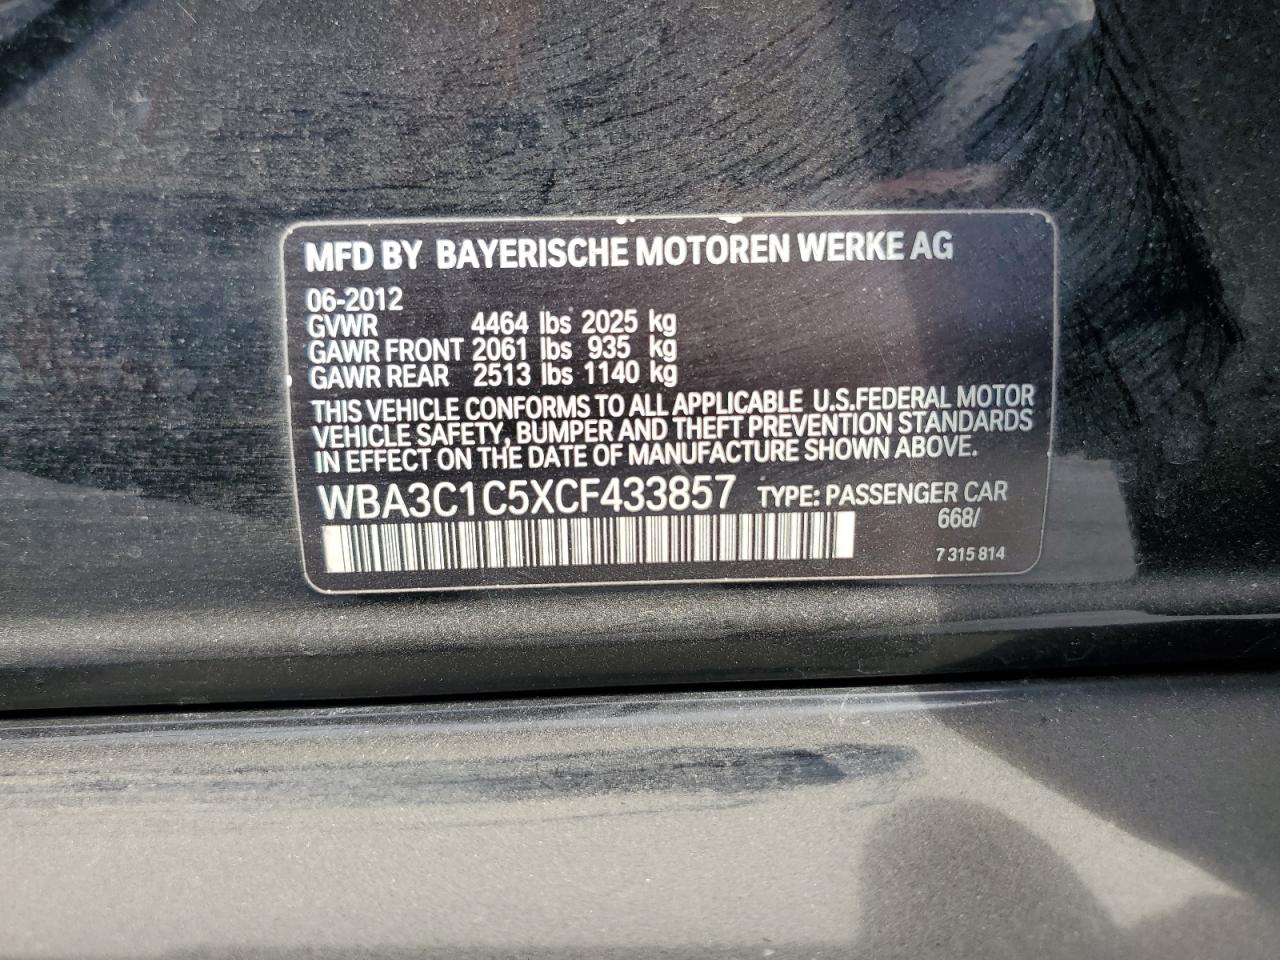 MFD BY BAYERISCHE MOTOREN WERKE AG
06-2012
GVWR 4464 lbs 2025 kg
GAWR FRONT 2061 lbs 935 kg
GAWR REAR 2513 lbs 1140 kg
THIS VEHICLE CONFORMS TO ALL APPLICABLE U.S.FEDERAL MOTOR
VEHICLE SAFETY, BUMPER AND THEFT PREVENTION STANDARDS
IN EFFECT ON THE DATE OF MANUFACTURE SHOWN ABOVE.
WBA3C1C5XCF433857 TYPE: PASSENGER CAR
668/
7 315 814